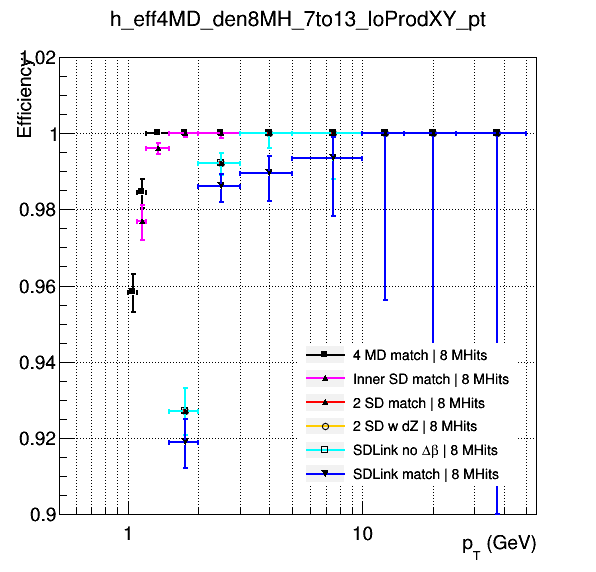 h_eff4MD_den8MH_7to13_loProdXY_pt
Efficiency
1.02
1
0.98
0.96
0.94
0.92
0.9
4 MD match | 8 MHits
Inner SD match | 8 MHits
2 SD match | 8 MHits
2 SD w dZ | 8 MHits
SDLink no Δβ | 8 MHits
SDLink match | 8 MHits
1 10
p_T (GeV)